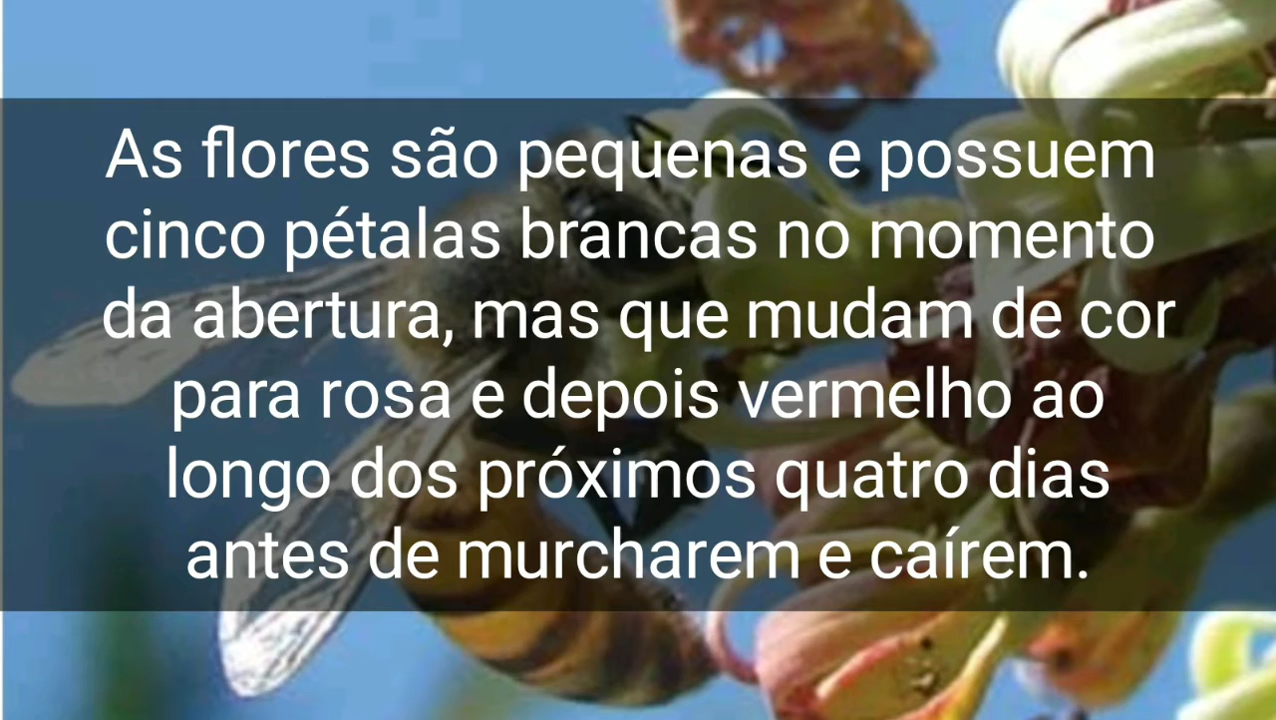 As flores são pequenas e possuem
cinco pétalas brancas no momento
da abertura, mas que mudam de cor
para rosa e depois vermelho ao
longo dos próximos quatro dias
antes de murcharem e caírem.